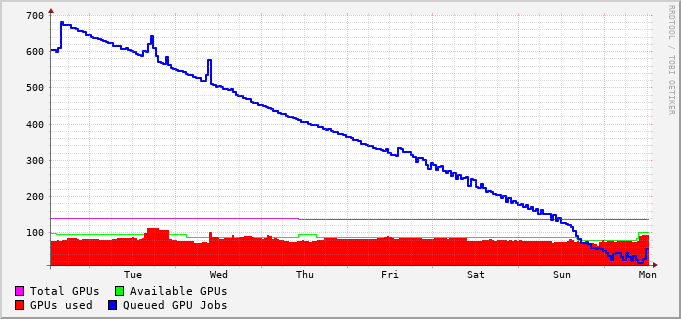 700
600
500
400
300
200
100
Tue Wed Thu Fri Sat Sun Mon
Total GPUs Available GPUs
GPUs used Queued GPU Jobs
RRDTOOL / TOBI OETIKER